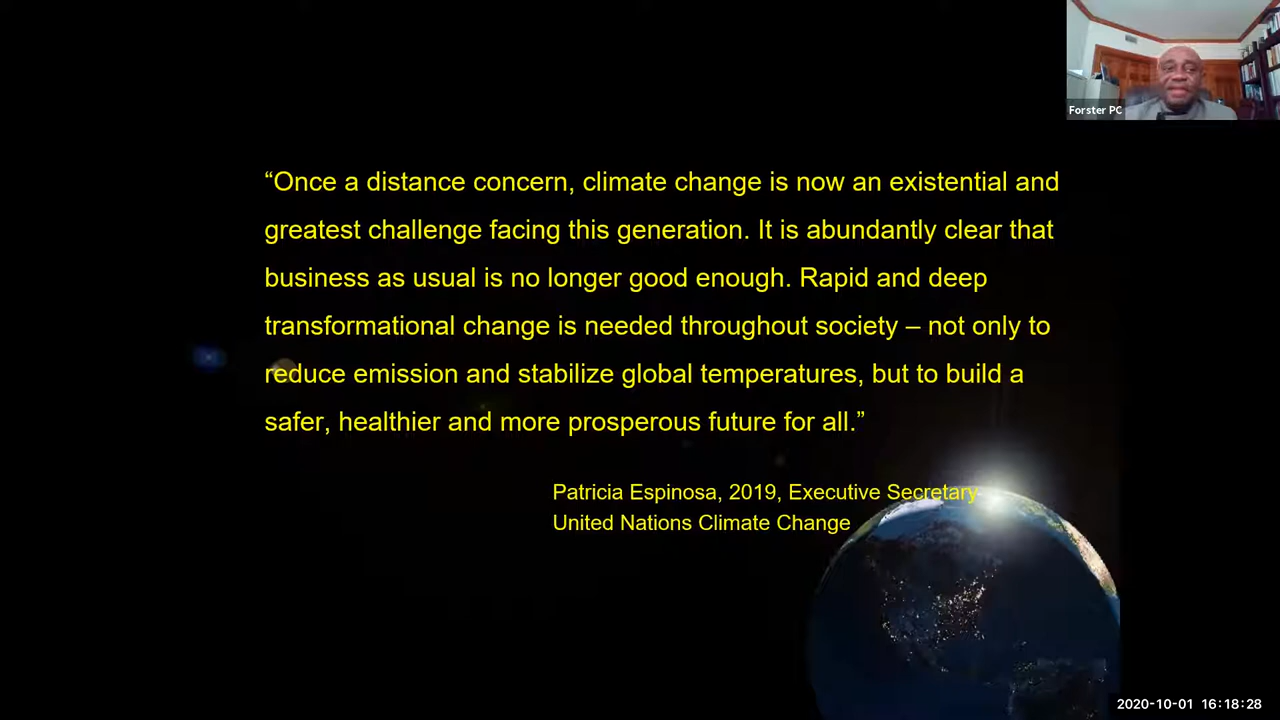 Forster PC
“Once a distance concern, climate change is now an existential and
greatest challenge facing this generation. It is abundantly clear that
business as usual is no longer good enough. Rapid and deep
transformational change is needed throughout society – not only to
reduce emission and stabilize global temperatures, but to build a
safer, healthier and more prosperous future for all.”
Patricia Espinosa, 2019, Executive Secretary
United Nations Climate Change
2020-10-01 16:18:28